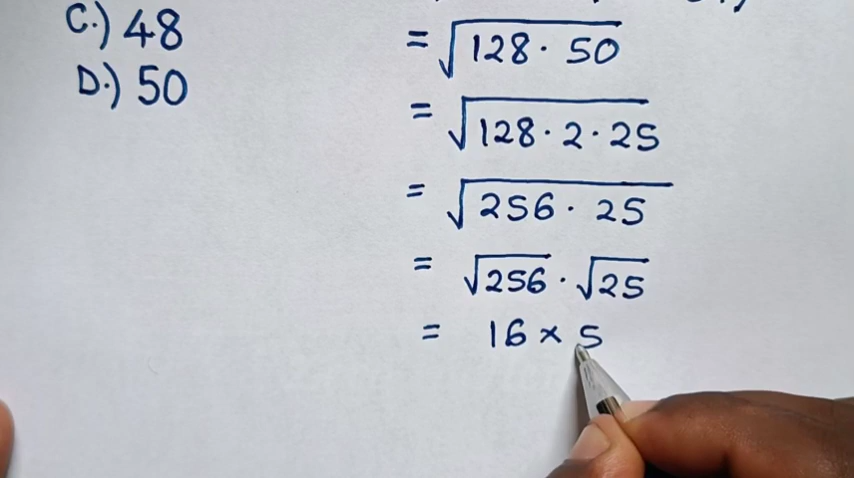 C.) 48
D.) 50
= √128 · 50
= √128 · 2 · 25
= √256 · 25
= √256 · √25
= 16 × 5